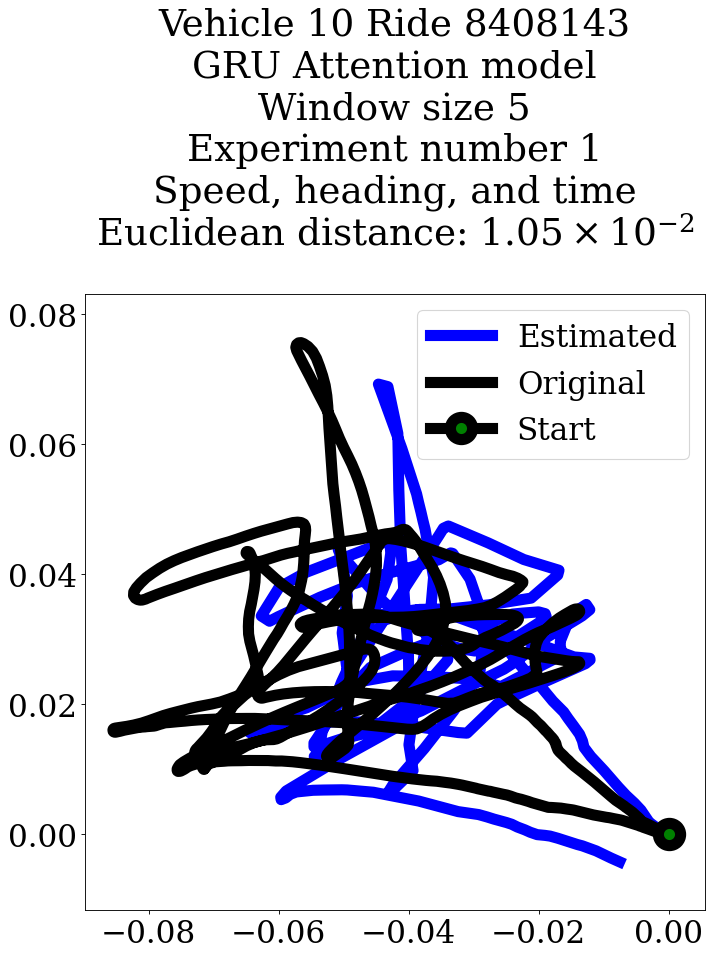 Vehicle 10 Ride 8408143
GRU Attention model
Window size 5
Experiment number 1
Speed, heading, and time
Euclidean distance: 1.05 × 10⁻²
Estimated
Original
Start
0.08
0.06
0.04
0.02
0.00
−0.08 −0.06 −0.04 −0.02 0.00